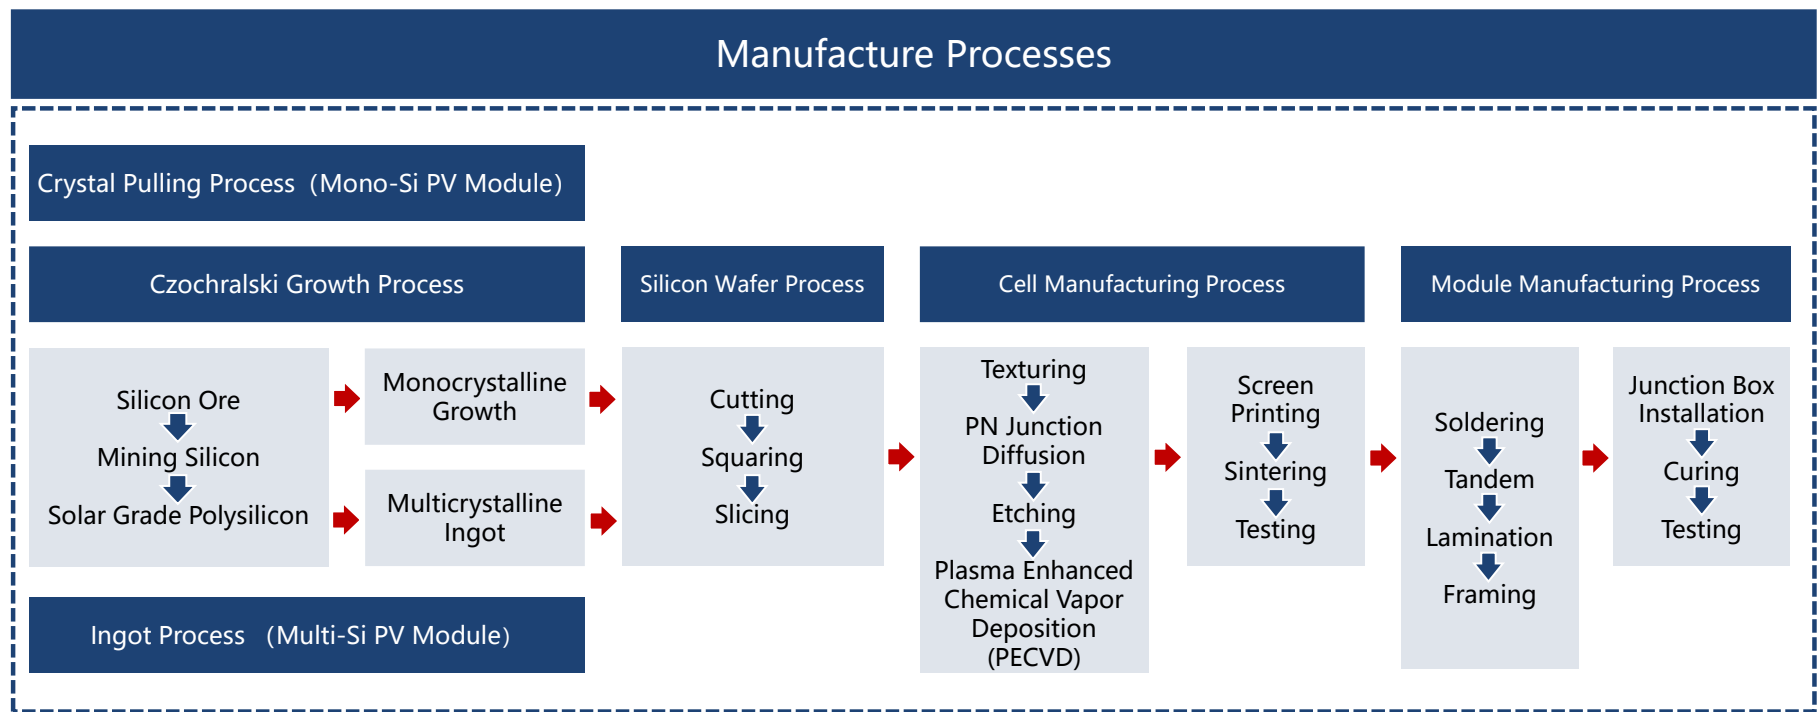 Manufacture Processes
Crystal Pulling Process（Mono-Si PV Module）
Czochralski Growth Process
Silicon Ore
Mining Silicon
Solar Grade Polysilicon
Monocrystalline
Growth
Multicrystalline
Ingot
Ingot Process （Multi-Si PV Module）
Silicon Wafer Process
Cutting
Squaring
Slicing
Cell Manufacturing Process
Texturing
PN Junction
Diffusion
Etching
Plasma Enhanced
Chemical Vapor
Deposition
(PECVD)
Screen
Printing
Sintering
Testing
Module Manufacturing Process
Soldering
Tandem
Lamination
Framing
Junction Box
Installation
Curing
Testing